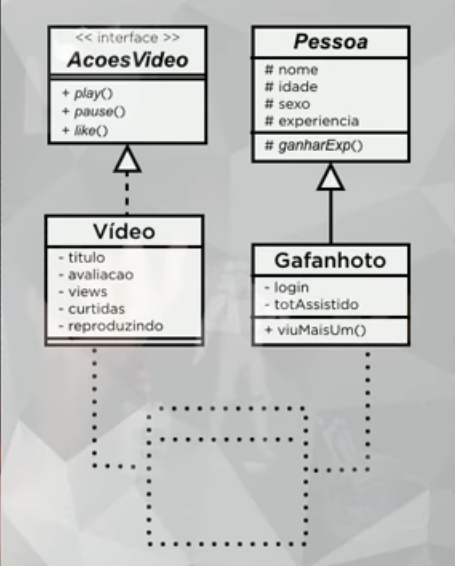 << interface >>
AcoesVideo
+ play()
+ pause()
+ like()
Pessoa
# nome
# idade
# sexo
# experiencia
# ganharExp()
Vídeo
- titulo
- avaliacao
- views
- curtidas
- reproduzindo
Gafanhoto
- login
- totAssistido
+ viuMaisUm()